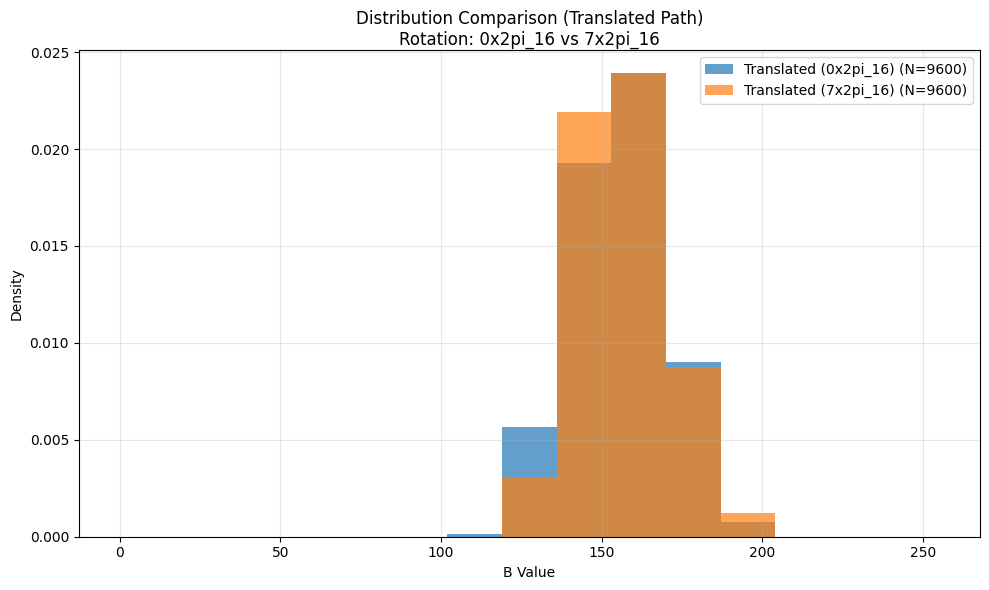 Distribution Comparison (Translated Path)
Rotation: 0x2pi_16 vs 7x2pi_16
Translated (0x2pi_16) (N=9600)
Translated (7x2pi_16) (N=9600)
Density
0.025
0.020
0.015
0.010
0.005
0.000
0 50 100 150 200 250
B Value